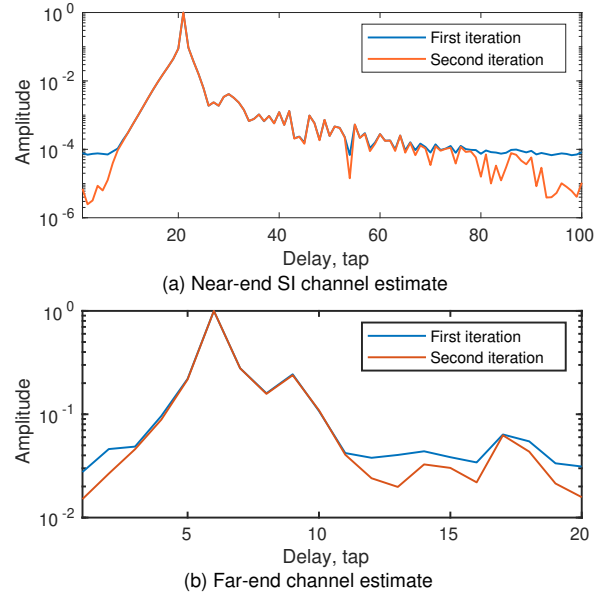 10^0
First iteration
Second iteration
10^-2
Amplitude
10^-4
10^-6
20 40 60 80 100
Delay, tap
(a) Near-end SI channel estimate
10^0
First iteration
Second iteration
Amplitude
10^-1
10^-2
5 10 15 20
Delay, tap
(b) Far-end channel estimate